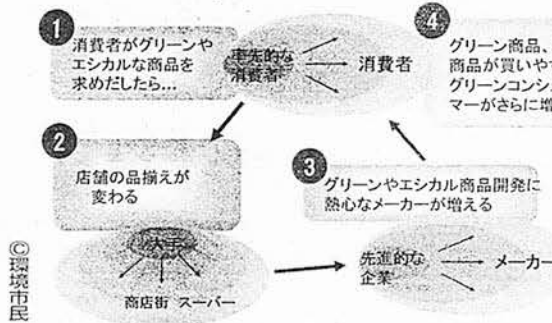 1
消費者がグリーンや
エシカルな商品を
求めだしたら…
率先的な
消費者
消費者
4
グリーン商品、
商品が買いやす
グリーンコンシュ
マーがさらに増
2
店舗の品揃えが
変わる
大手
商店街 スーパー
3
グリーンやエシカル商品開発に
熱心なメーカーが増える
先進的な
企業
メーカー
©環境市民